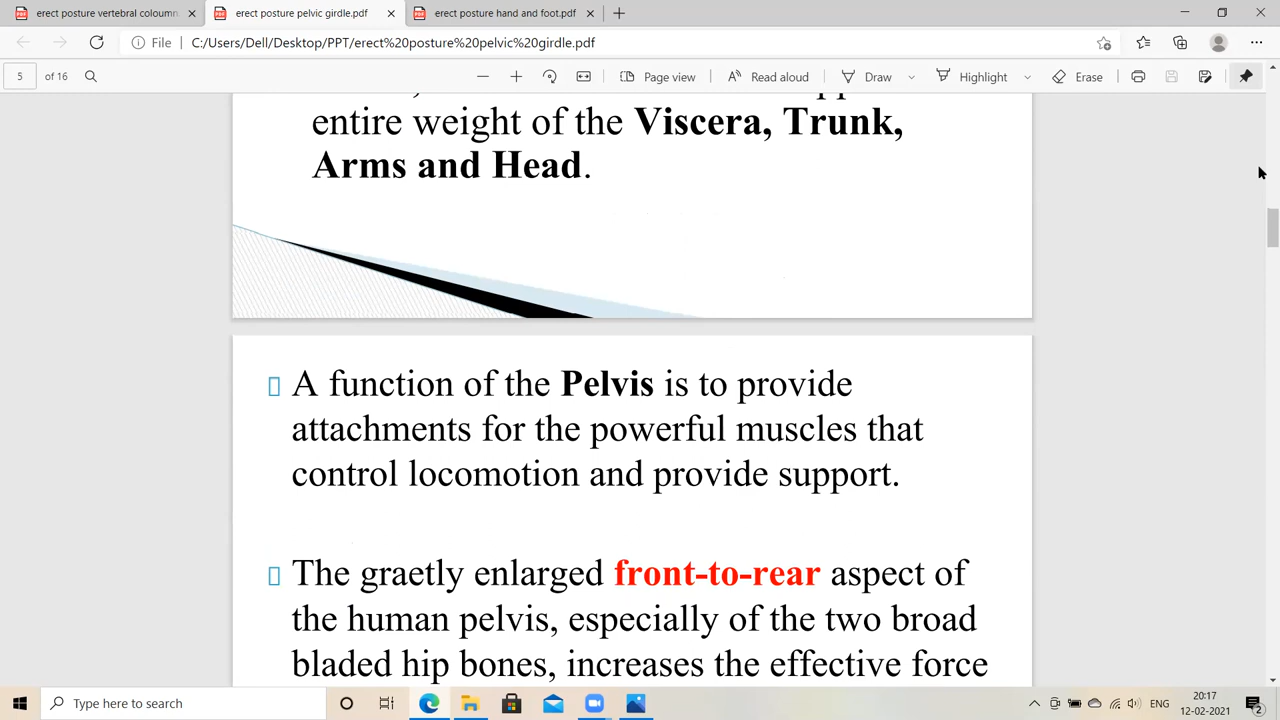 erect posture vertebral coloumn
erect posture pelvic girdle.pdf
erect posture hand and foot.pdf
File
C:/Users/Dell/Desktop/PPT/erect%20posture%20pelvic%20girdle.pdf
5 of 16
Page view
Read aloud
Draw
Highlight
Erase
entire weight of the Viscera, Trunk,
Arms and Head.
A function of the Pelvis is to provide
attachments for the powerful muscles that
control locomotion and provide support.
The graetly enlarged front-to-rear aspect of
the human pelvis, especially of the two broad
bladed hip bones, increases the effective force
Type here to search
ENG
20:17
12-02-2021
2